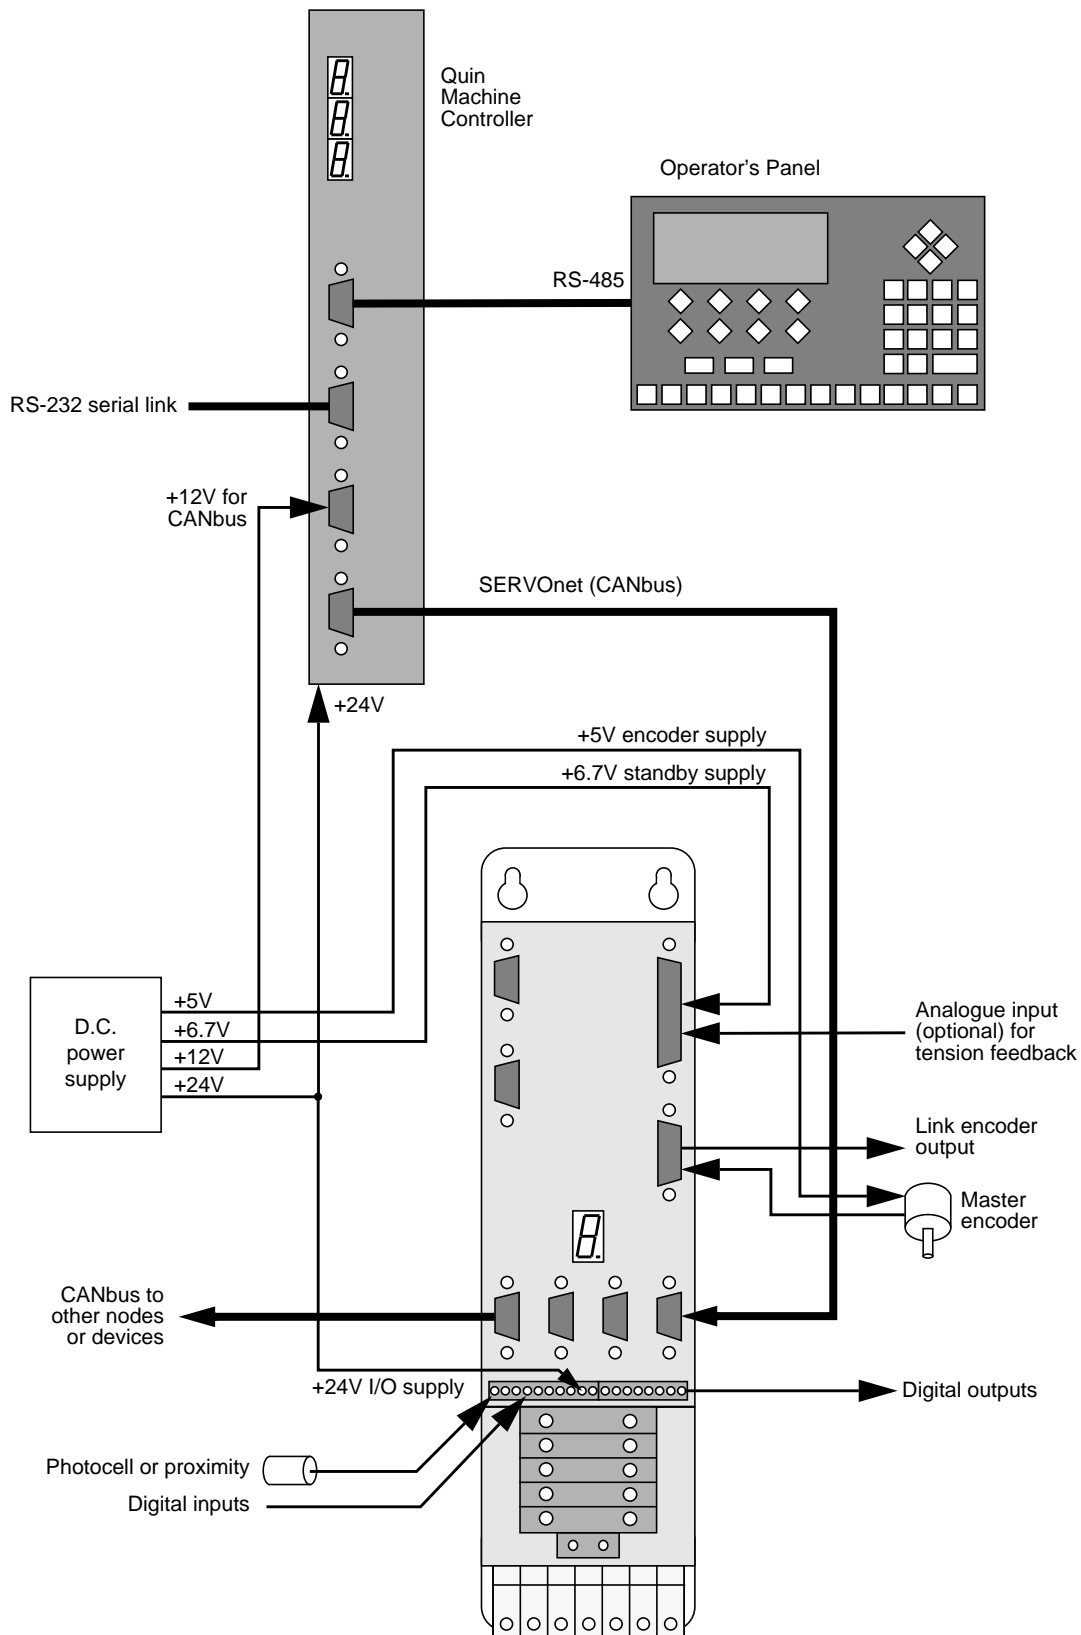 Quin
Machine
Controller
Operator's Panel
RS-485
RS-232 serial link
+12V for
CANbus
SERVOnet (CANbus)
+24V
+5V encoder supply
+6.7V standby supply
D.C.
power
supply
+5V
+6.7V
+12V
+24V
Analogue input
(optional) for
tension feedback
Link encoder
output
Master
encoder
CANbus to
other nodes
or devices
+24V I/O supply
Digital outputs
Photocell or proximity
Digital inputs